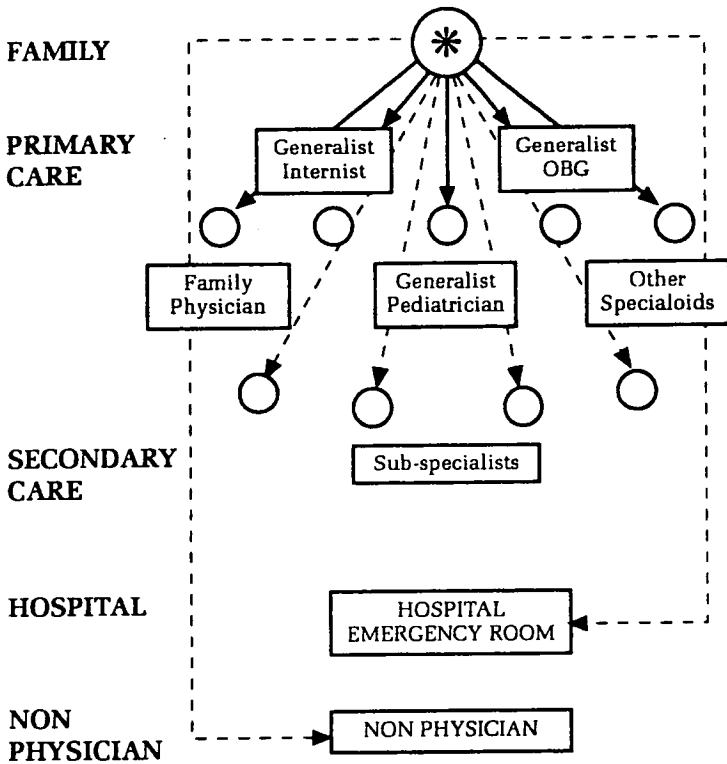 FAMILY
PRIMARY
CARE
Generalist
Internist
Generalist
OBG
Family
Physician
Generalist
Pediatrician
Other
Specialoids
SECONDARY
CARE
Sub-specialists
HOSPITAL
HOSPITAL
EMERGENCY ROOM
NON
PHYSICIAN
NON PHYSICIAN